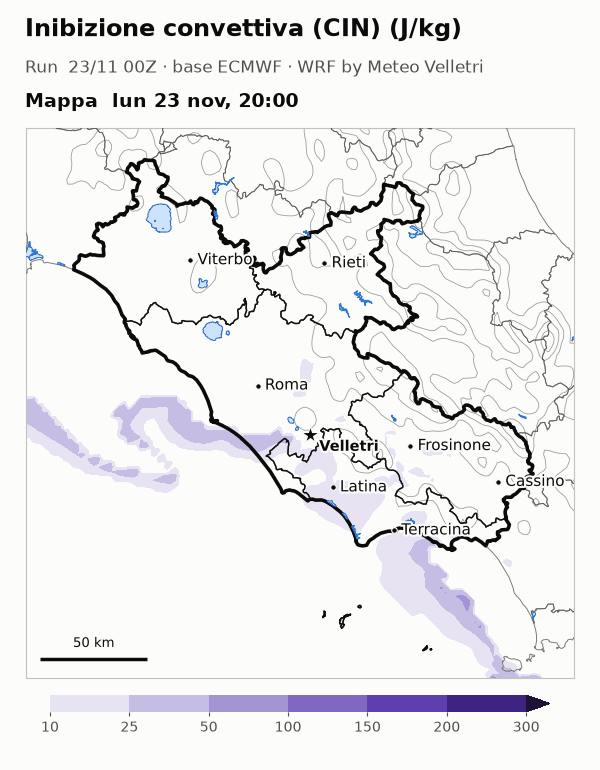 Inibizione convettiva (CIN) (J/kg)
Run  23/11 00Z · base ECMWF · WRF by Meteo Velletri
Mappa  lun 23 nov, 20:00
Viterbo
Rieti
Roma
Velletri
Frosinone
Latina
Cassino
Terracina
50 km
10 25 50 100 150 200 300